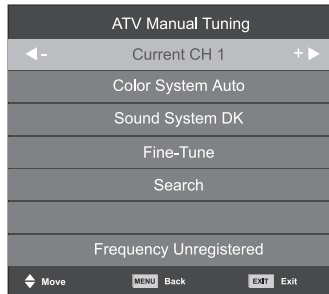 ATV Manual Tuning
- Current CH 1 +
Color System Auto
Sound System DK
Fine-Tune
Search
Frequency Unregistered
Move MENU Back EXIT Exit